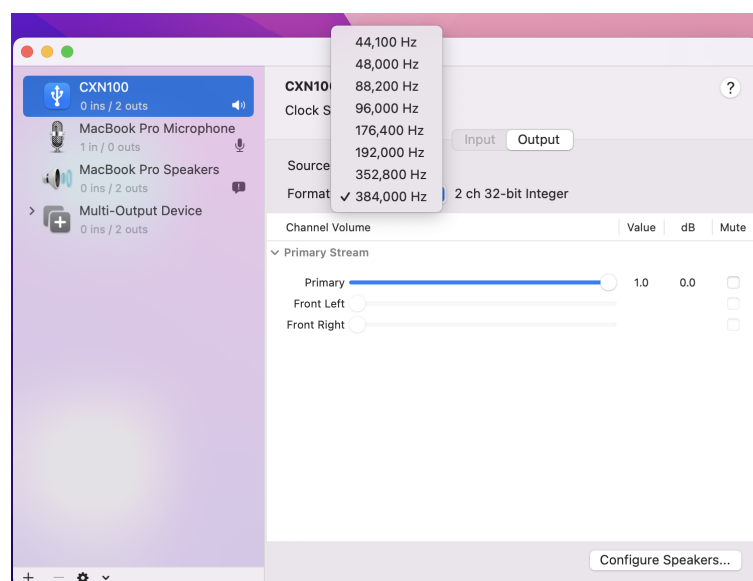 CXN100
0 ins / 2 outs
MacBook Pro Microphone
1 in / 0 outs
MacBook Pro Speakers
0 ins / 2 outs
Multi-Output Device
0 ins / 2 outs
44,100 Hz
48,000 Hz
88,200 Hz
96,000 Hz
176,400 Hz
192,000 Hz
352,800 Hz
✓ 384,000 Hz
?
Clock S
Input Output
Source
Format 2 ch 32-bit Integer
Channel Volume Value dB Mute
Primary Stream
Primary 1.0 0.0
Front Left
Front Right
Configure Speakers...